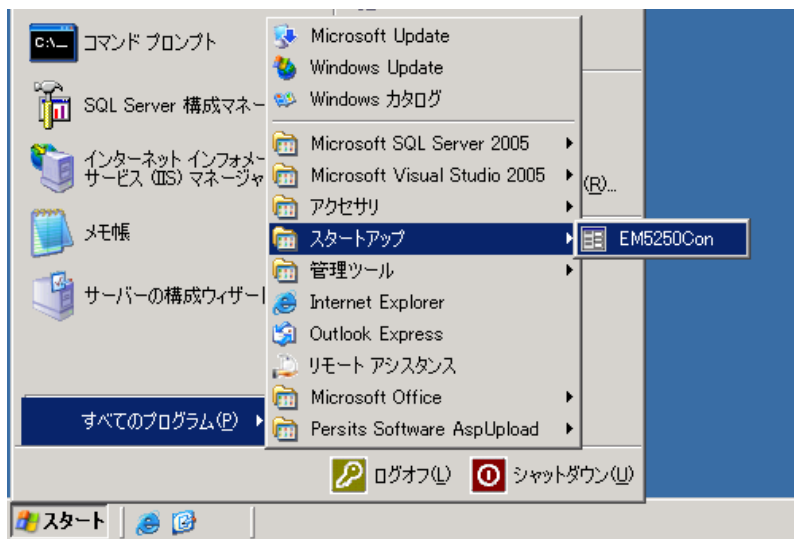 C:\_
コマンド プロンプト
SQL Server 構成マネー
インターネット インフォメー
サービス (IIS) マネージャ
メモ帳
サーバーの構成ウィザード
すべてのプログラム(P)
Microsoft Update
Windows Update
Windows カタログ
Microsoft SQL Server 2005
Microsoft Visual Studio 2005
アクセサリ
スタートアップ
管理ツール
Internet Explorer
Outlook Express
リモート アシスタンス
Microsoft Office
Persits Software AspUpload
(R)...
EM5250Con
ログオフ(L)
シャットダウン(U)
スタート